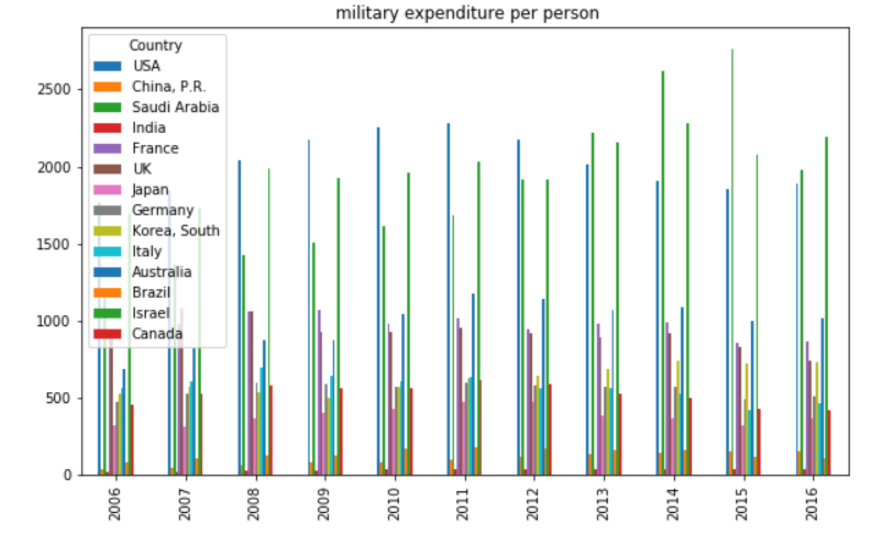 military expenditure per person
Country
USA
China, P.R.
Saudi Arabia
India
France
UK
Japan
Germany
Korea, South
Italy
Australia
Brazil
Israel
Canada
2500
2000
1500
1000
500
0
2006
2007
2008
2009
2010
2011
2012
2013
2014
2015
2016